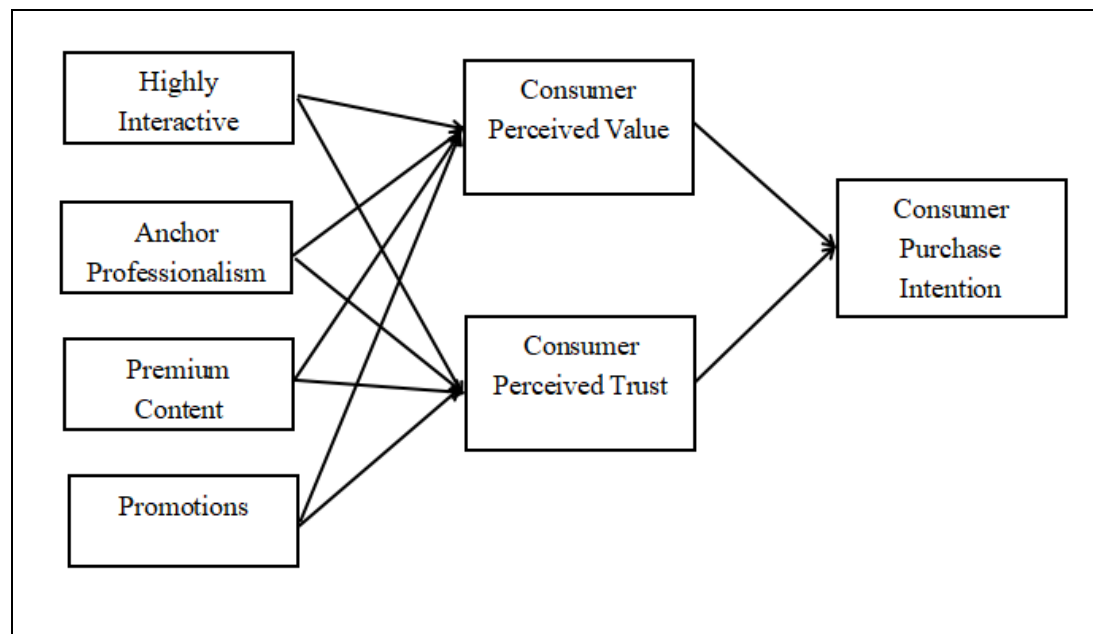 Highly
Interactive
Anchor
Professionalism
Premium
Content
Promotions
Consumer
Perceived Value
Consumer
Perceived Trust
Consumer
Purchase
Intention